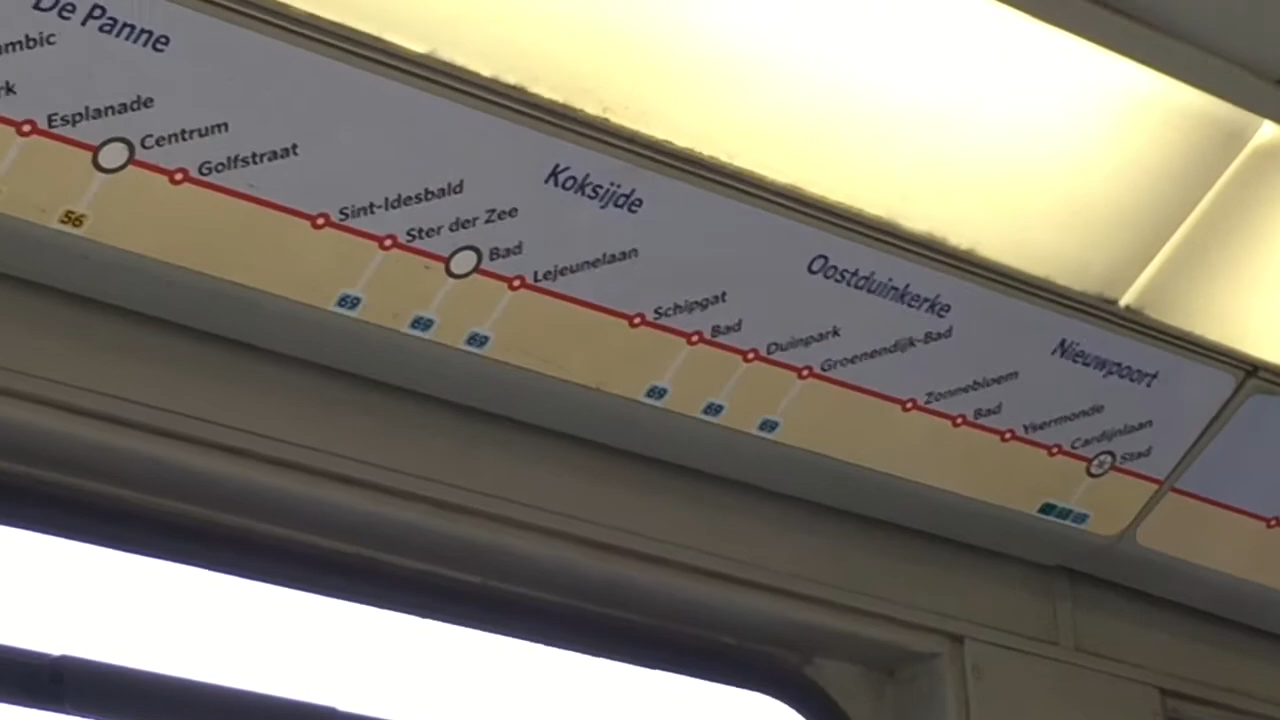 De Panne
Esplanade
Centrum
Golfstraat
56
Sint-Idesbald
Ster der Zee
Bad
Lejeunelaan
Koksijde
69
69
69
Schipgat
Bad
Duinpark
Groenendijk-Bad
Oostduinkerke
69
69
69
Zonnebloem
Bad
Ysermonde
Cardijnlaan
Stad
Nieuwpoort